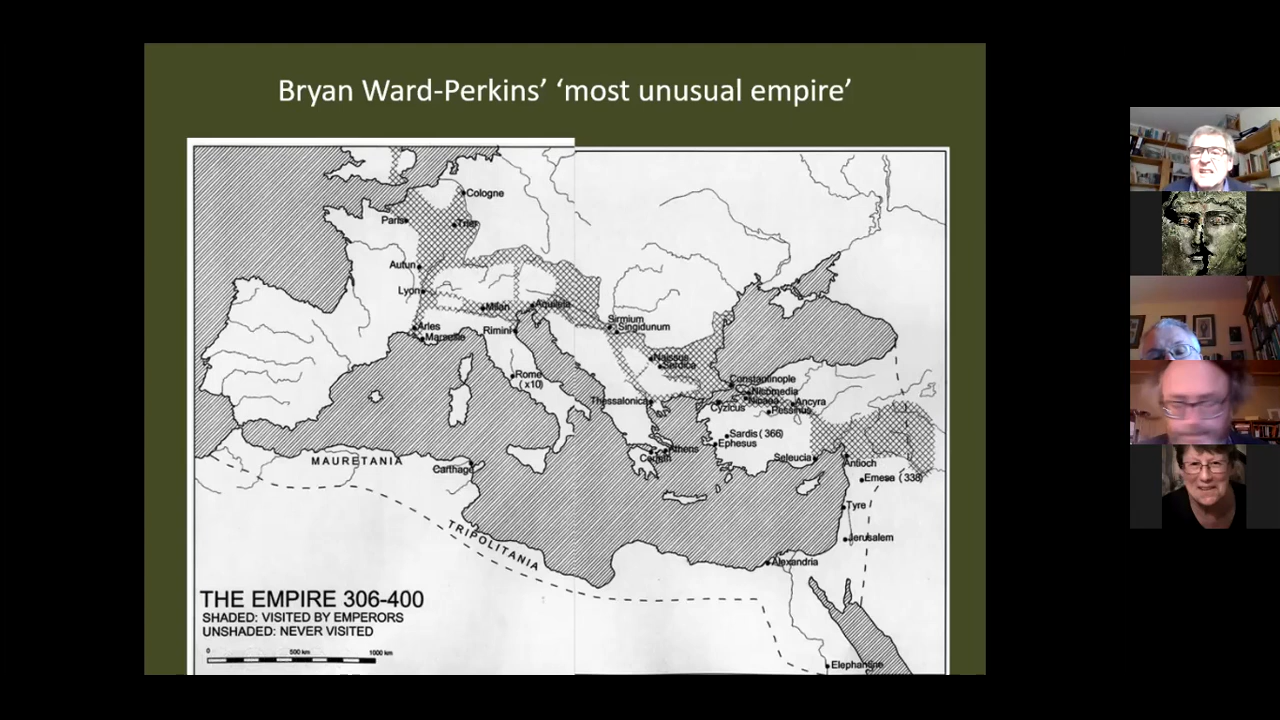 Bryan Ward-Perkins’ ‘most unusual empire’
Cologne
Paris
Trier
Autun
Lyon
Milan
Aquileia
Arles
Marseille
Rimini
Sirmium
Singidunum
Naissus
Serdica
Rome
(x10)
Constantinople
Nicomedia
Nicaea
Ancyra
Cyzicus
Pessinus
Thessalonica
Sardis (366)
Ephesus
Athens
Corinth
Seleucia
Antioch
Emesa (338)
MAURETANIA
Carthage
Tyre
TRIPOLITANIA
Jerusalem
Alexandria
THE EMPIRE 306-400
SHADED: VISITED BY EMPERORS
UNSHADED: NEVER VISITED
0 500 km 1000 km
Elephantine